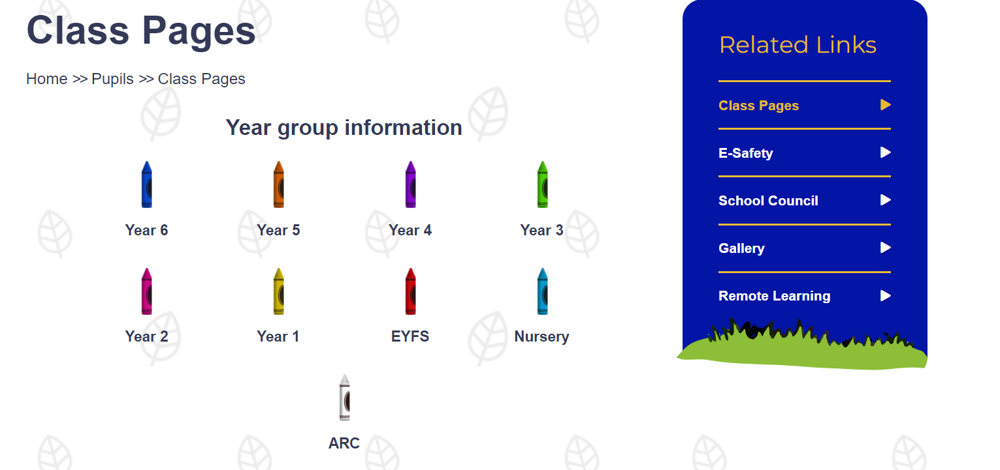 Class Pages
Home >> Pupils >> Class Pages
Year group information
Year 6
Year 5
Year 4
Year 3
Year 2
Year 1
EYFS
Nursery
ARC
Related Links
Class Pages
E-Safety
School Council
Gallery
Remote Learning